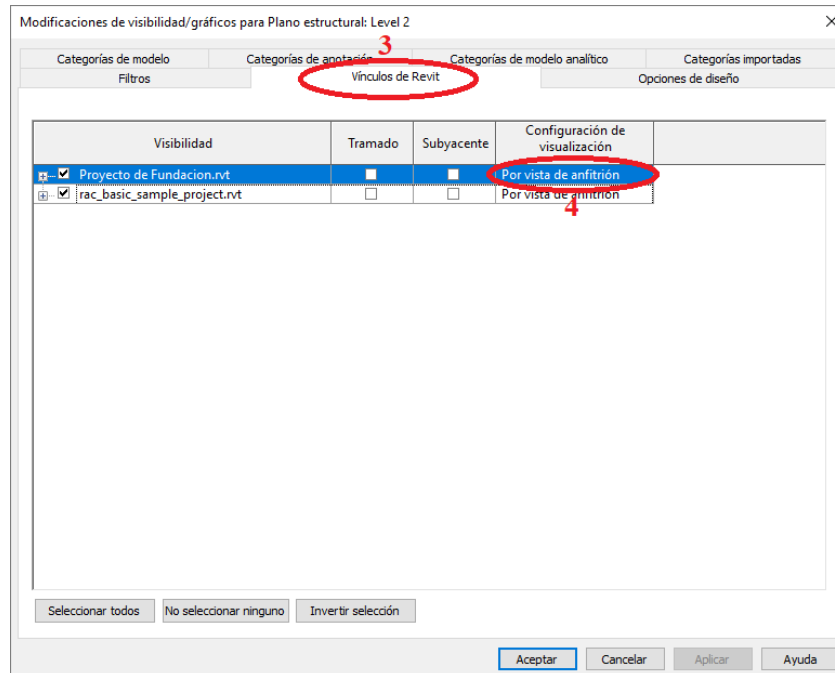 Modificaciones de visibilidad/gráficos para Plano estructural: Level 2
3
Categorías de modelo Categorías de anotación Categorías de modelo analítico Categorías importadas
Filtros Vínculos de Revit Opciones de diseño
Visibilidad Tramado Subyacente Configuración de
visualización
Proyecto de Fundacion.rvt Por vista de anfitrión
rac_basic_sample_project.rvt Por vista de anfitrión
4
Seleccionar todos No seleccionar ninguno Invertir selección
Aceptar Cancelar Aplicar Ayuda